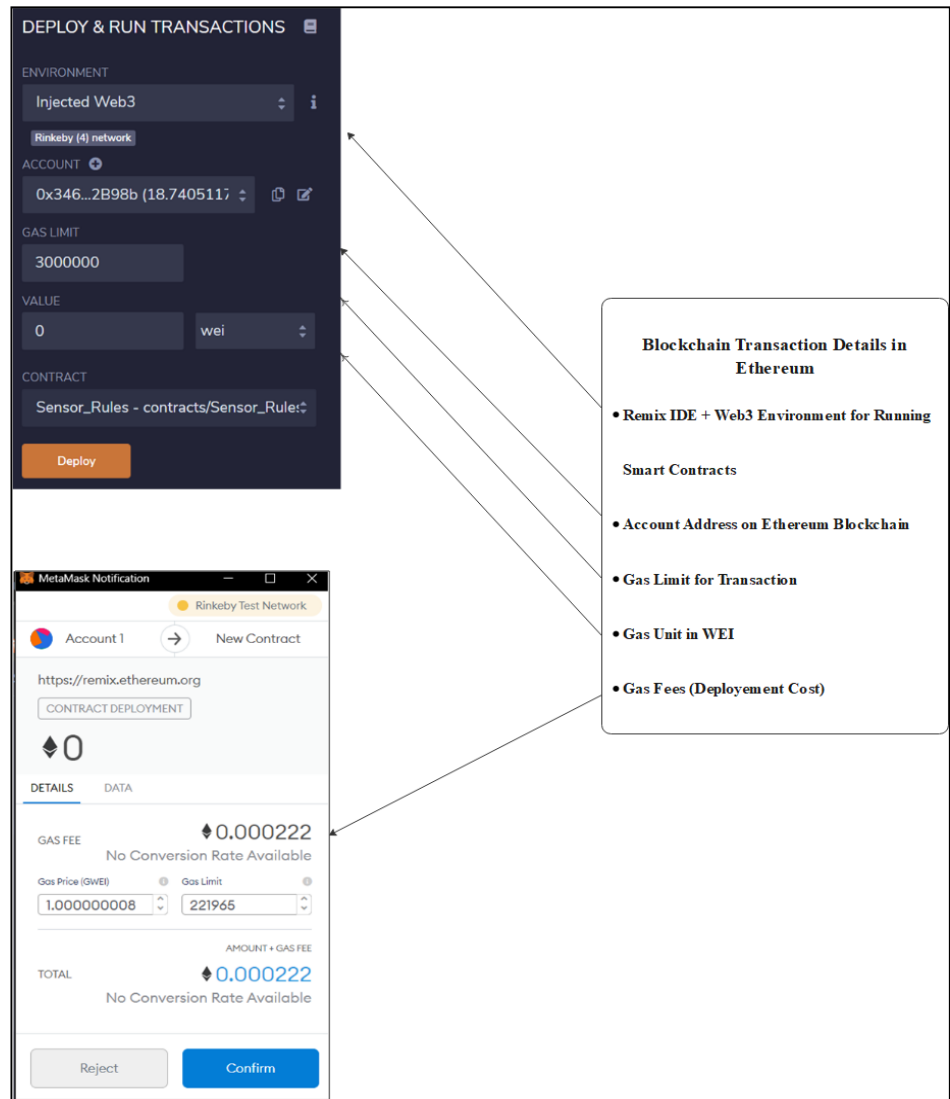 DEPLOY & RUN TRANSACTIONS
ENVIRONMENT
Injected Web3
Rinkeby (4) network
ACCOUNT
0x346...2B98b (18.7405117
GAS LIMIT
3000000
VALUE
0 wei
CONTRACT
Sensor_Rules - contracts/Sensor_Rules
Deploy
Blockchain Transaction Details in
Ethereum
• Remix IDE + Web3 Environment for Running
Smart Contracts
• Account Address on Ethereum Blockchain
• Gas Limit for Transaction
• Gas Unit in WEI
• Gas Fees (Deployement Cost)
MetaMask Notification
Rinkeby Test Network
Account 1 New Contract
https://remix.ethereum.org
CONTRACT DEPLOYMENT
0
DETAILS DATA
GAS FEE 0.000222
No Conversion Rate Available
Gas Price (GWEI) Gas Limit
1.000000008 221965
AMOUNT + GAS FEE
TOTAL 0.000222
No Conversion Rate Available
Reject Confirm